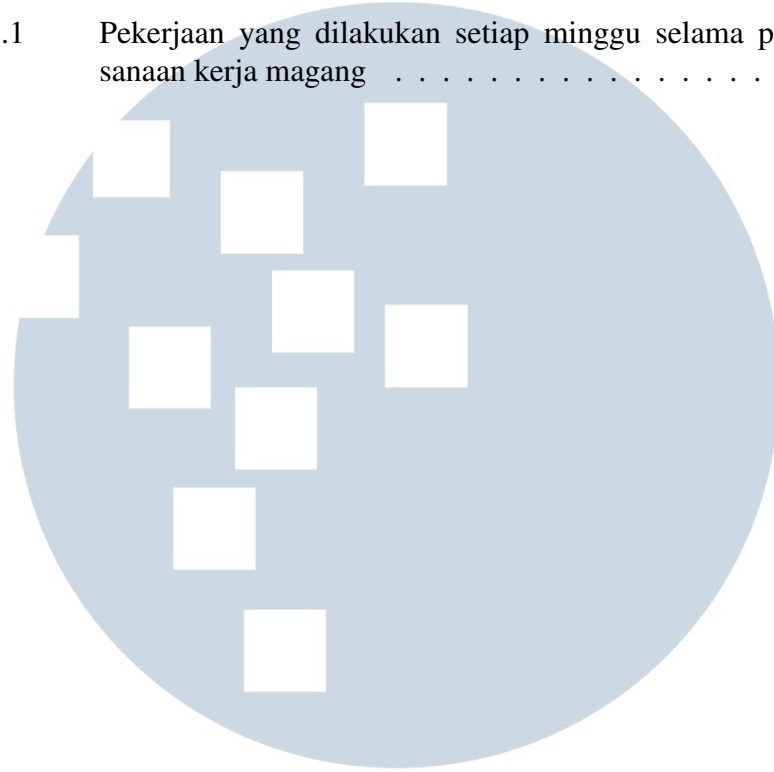 .1 Pekerjaan yang dilakukan setiap minggu selama p
sanaan kerja magang . . . . . . . . . . . . . . . . .